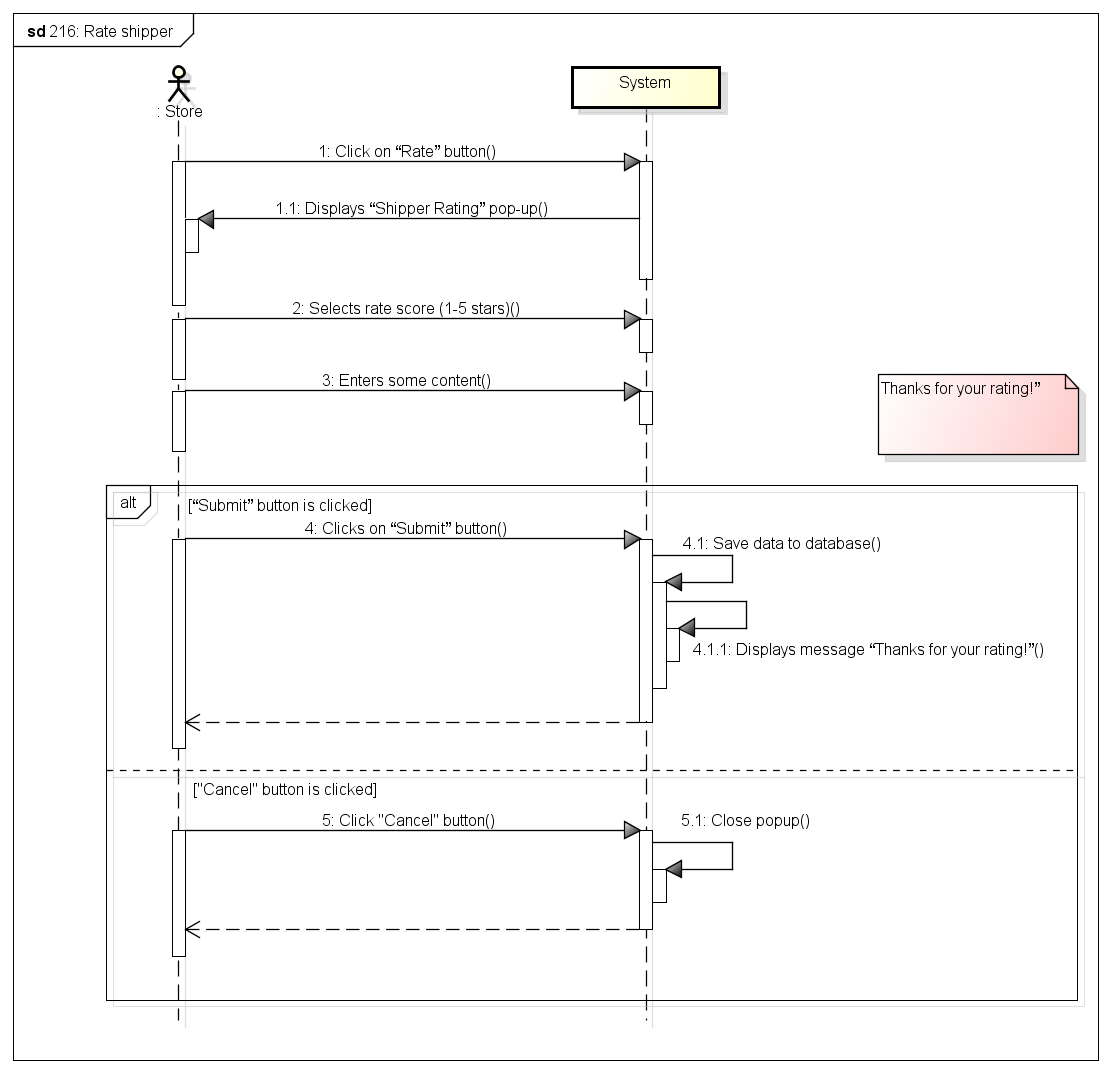 sd 216: Rate shipper
: Store
System
1: Click on “Rate” button()
1.1: Displays “Shipper Rating” pop-up()
2: Selects rate score (1-5 stars)()
3: Enters some content()
Thanks for your rating!”
alt
[“Submit” button is clicked]
4: Clicks on “Submit” button()
4.1: Save data to database()
4.1.1: Displays message “Thanks for your rating!”()
["Cancel" button is clicked]
5: Click "Cancel" button()
5.1: Close popup()